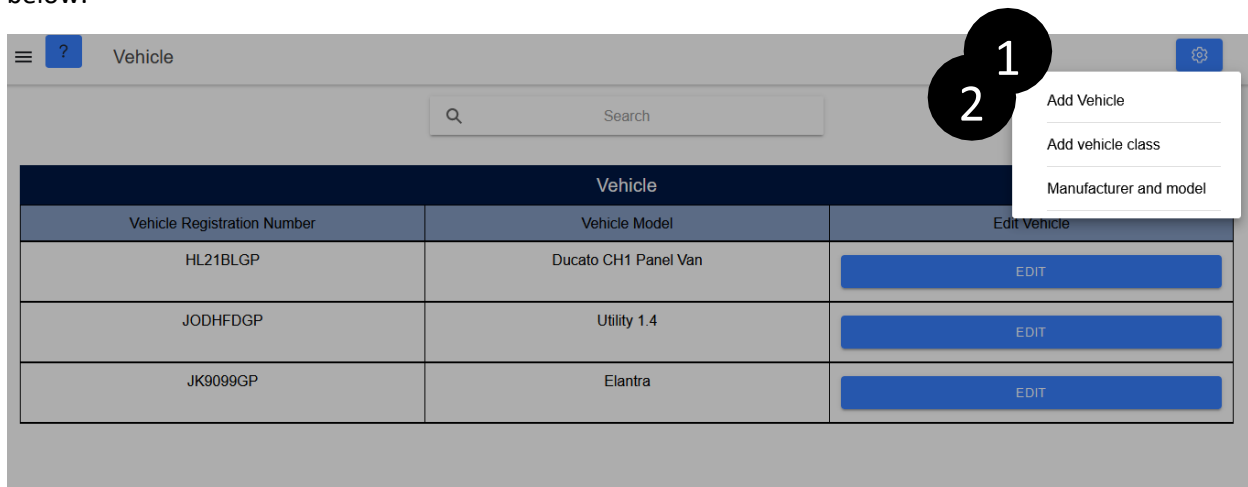 below.
? Vehicle
1
2
Search
Add Vehicle
Add vehicle class
Manufacturer and model
Vehicle
Vehicle Registration Number Vehicle Model Edit Vehicle
HL21BLGP Ducato CH1 Panel Van EDIT
JODHFDGP Utility 1.4 EDIT
JK9099GP Elantra EDIT